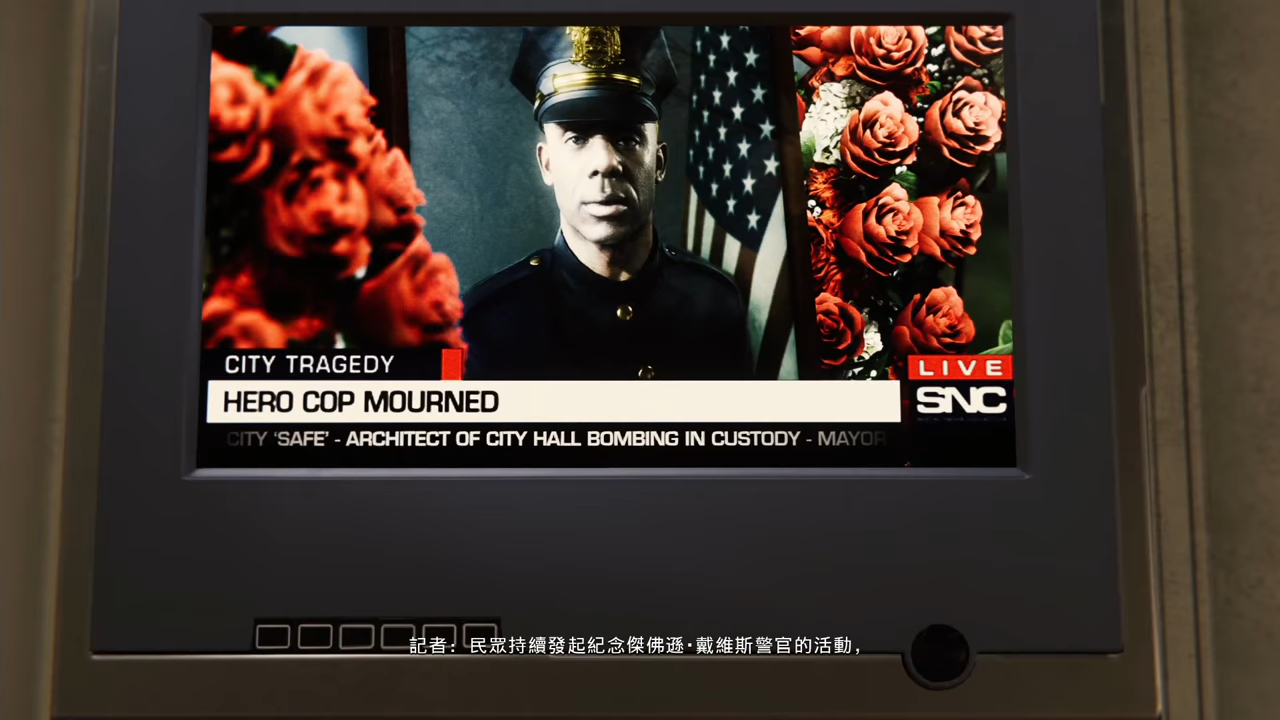 CITY TRAGEDY
HERO COP MOURNED
LIVE
SNC
CITY 'SAFE' - ARCHITECT OF CITY HALL BOMBING IN CUSTODY - MAYOR
記者：民眾持續發起紀念傑佛遜·戴維斯警官的活動，